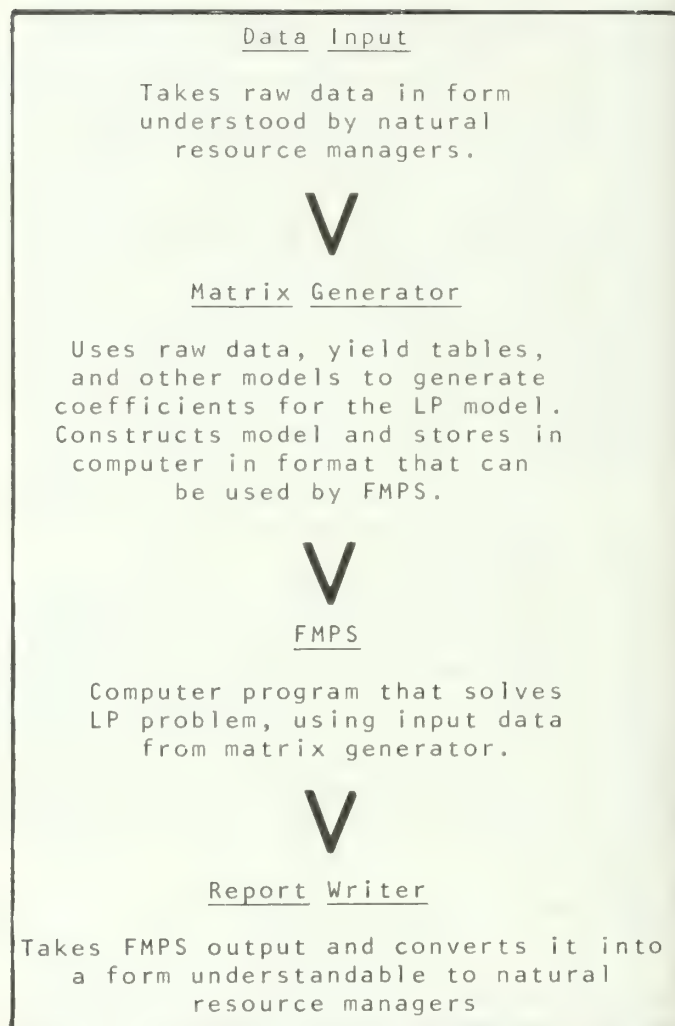 Data Input
Takes raw data in form
understood by natural
resource managers.
V
Matrix Generator
Uses raw data, yield tables,
and other models to generate
coefficients for the LP model.
Constructs model and stores in
computer in format that can
be used by FMPS.
V
FMPS
Computer program that solves
LP problem, using input data
from matrix generator.
V
Report Writer
Takes FMPS output and converts it into
a form understandable to natural
resource managers